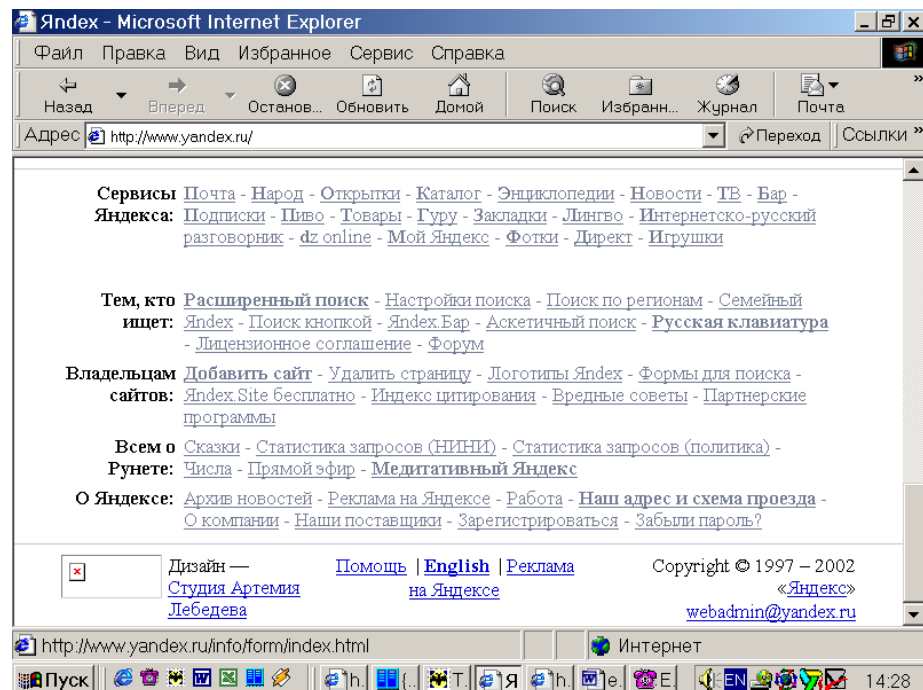 Яndex - Microsoft Internet Explorer
Файл Правка Вид Избранное Сервис Справка
Назад Вперед Останов... Обновить Домой Поиск Избранн... Журнал Почта »
Адрес http://www.yandex.ru/ Переход Ссылки »
Сервисы Почта - Народ - Открытки - Каталог - Энциклопедии - Новости - ТВ - Бар -
Яндекса: Подписки - Пиво - Товары - Гуру - Закладки - Лингво - Интернетско-русский
разговорник - dz online - Мой Яндекс - Фотки - Директ - Игрушки
Тем, кто Расширенный поиск - Настройки поиска - Поиск по регионам - Семейный
ищет: Яndex - Поиск кнопкой - Яndex.Бар - Аскетичный поиск - Русская клавиатура
- Лицензионное соглашение - Форум
Владельцам Добавить сайт - Удалить страницу - Логотипы Яndex - Формы для поиска -
сайтов: Яndex.Site бесплатно - Индекс цитирования - Вредные советы - Партнерские
программы
Всем о Сказки - Статистика запросов (НИНИ) - Статистика запросов (политика) -
Рунете: Числа - Прямой эфир - Медитативный Яндекс
О Яндексе: Архив новостей - Реклама на Яндексе - Работа - Наш адрес и схема проезда -
О компании - Наши поставщики - Зарегистрироваться - Забыли пароль?
Дизайн — Помощь | English | Реклама Copyright © 1997 – 2002
Студия Артемия на Яндексе «Яндекс»
Лебедева webadmin@yandex.ru
http://www.yandex.ru/info/form/index.html Интернет
Пуск h. {.. T. Я h. e. E. EN 14:28